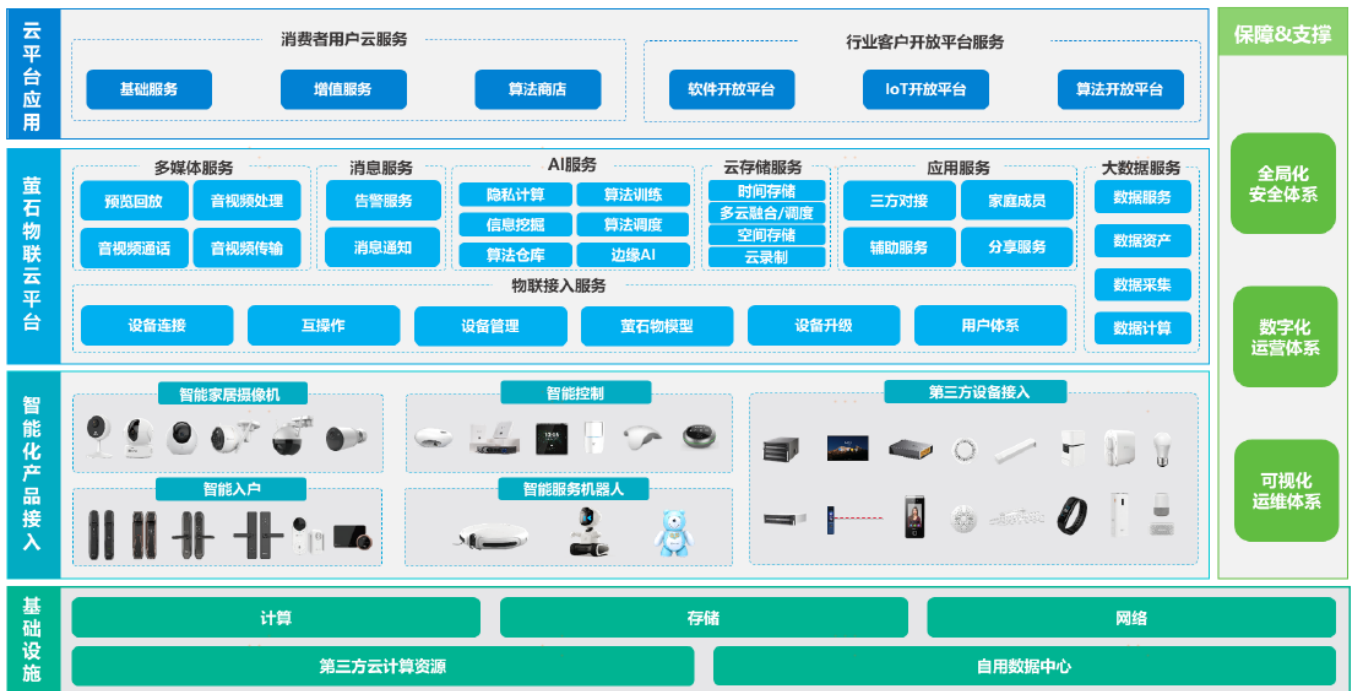 云平台应用
消费者用户云服务
基础服务
增值服务
算法商店
行业客户开放平台服务
软件开放平台
IoT开放平台
算法开放平台
保障&支撑
全局化
安全体系
数字化
运营体系
可视化
运维体系
萤石物联云平台
多媒体服务
预览回放
音视频处理
音视频通话
音视频传输
消息服务
告警服务
消息通知
AI服务
隐私计算
算法训练
信息挖掘
算法调度
算法仓库
边缘AI
云存储服务
时间存储
多云融合/调度
空间存储
云录制
应用服务
三方对接
家庭成员
辅助服务
分享服务
大数据服务
数据服务
数据资产
数据采集
数据计算
物联接入服务
设备连接
互操作
设备管理
萤石物模型
设备升级
用户体系
智能化产品接入
智能家居摄像机
智能控制
第三方设备接入
智能入户
智能服务机器人
基础设施
计算
存储
网络
第三方云计算资源
自用数据中心